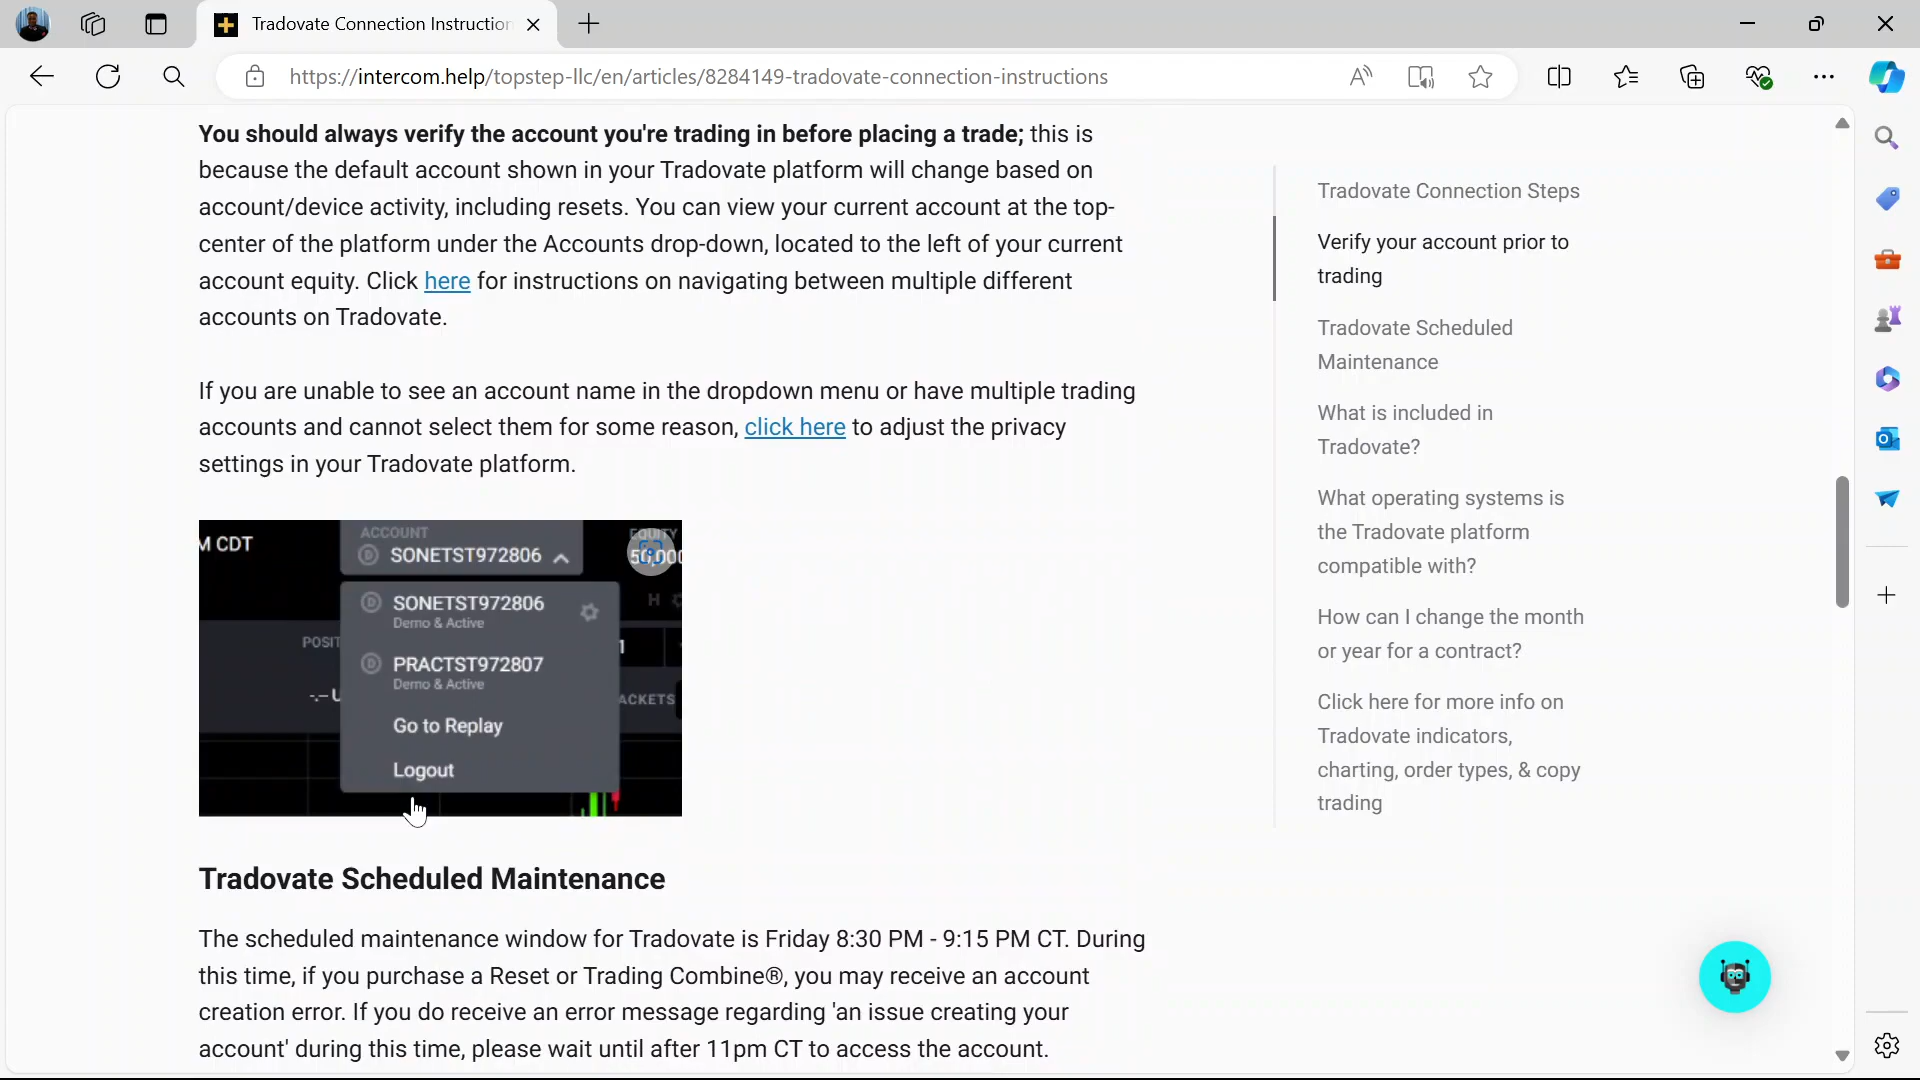 Tradovate Connection Instruction
https://intercom.help/topstep-llc/en/articles/8284149-tradovate-connection-instructions
You should always verify the account you're trading in before placing a trade; this is
because the default account shown in your Tradovate platform will change based on
account/device activity, including resets. You can view your current account at the top-
center of the platform under the Accounts drop-down, located to the left of your current
account equity. Click here for instructions on navigating between multiple different
accounts on Tradovate.
If you are unable to see an account name in the dropdown menu or have multiple trading
accounts and cannot select them for some reason, click here to adjust the privacy
settings in your Tradovate platform.
M CDT
ACCOUNT
SONETST972806
EQUITY
50,000
H
SONETST972806
Demo & Active
POSIT
1
PRACTST972807
Demo & Active
-.-- U
ACKETS
Go to Replay
Logout
Tradovate Scheduled Maintenance
The scheduled maintenance window for Tradovate is Friday 8:30 PM - 9:15 PM CT. During
this time, if you purchase a Reset or Trading Combine®, you may receive an account
creation error. If you do receive an error message regarding 'an issue creating your
account' during this time, please wait until after 11pm CT to access the account.
Tradovate Connection Steps
Verify your account prior to
trading
Tradovate Scheduled
Maintenance
What is included in
Tradovate?
What operating systems is
the Tradovate platform
compatible with?
How can I change the month
or year for a contract?
Click here for more info on
Tradovate indicators,
charting, order types, & copy
trading